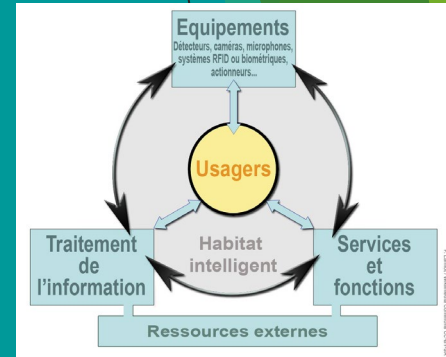 Equipements
Détecteurs, caméras, microphones,
systèmes RFID ou biométriques,
actionneurs...
Usagers
Traitement
de
l'information
Habitat
intelligent
Services
et
fonctions
Ressources externes